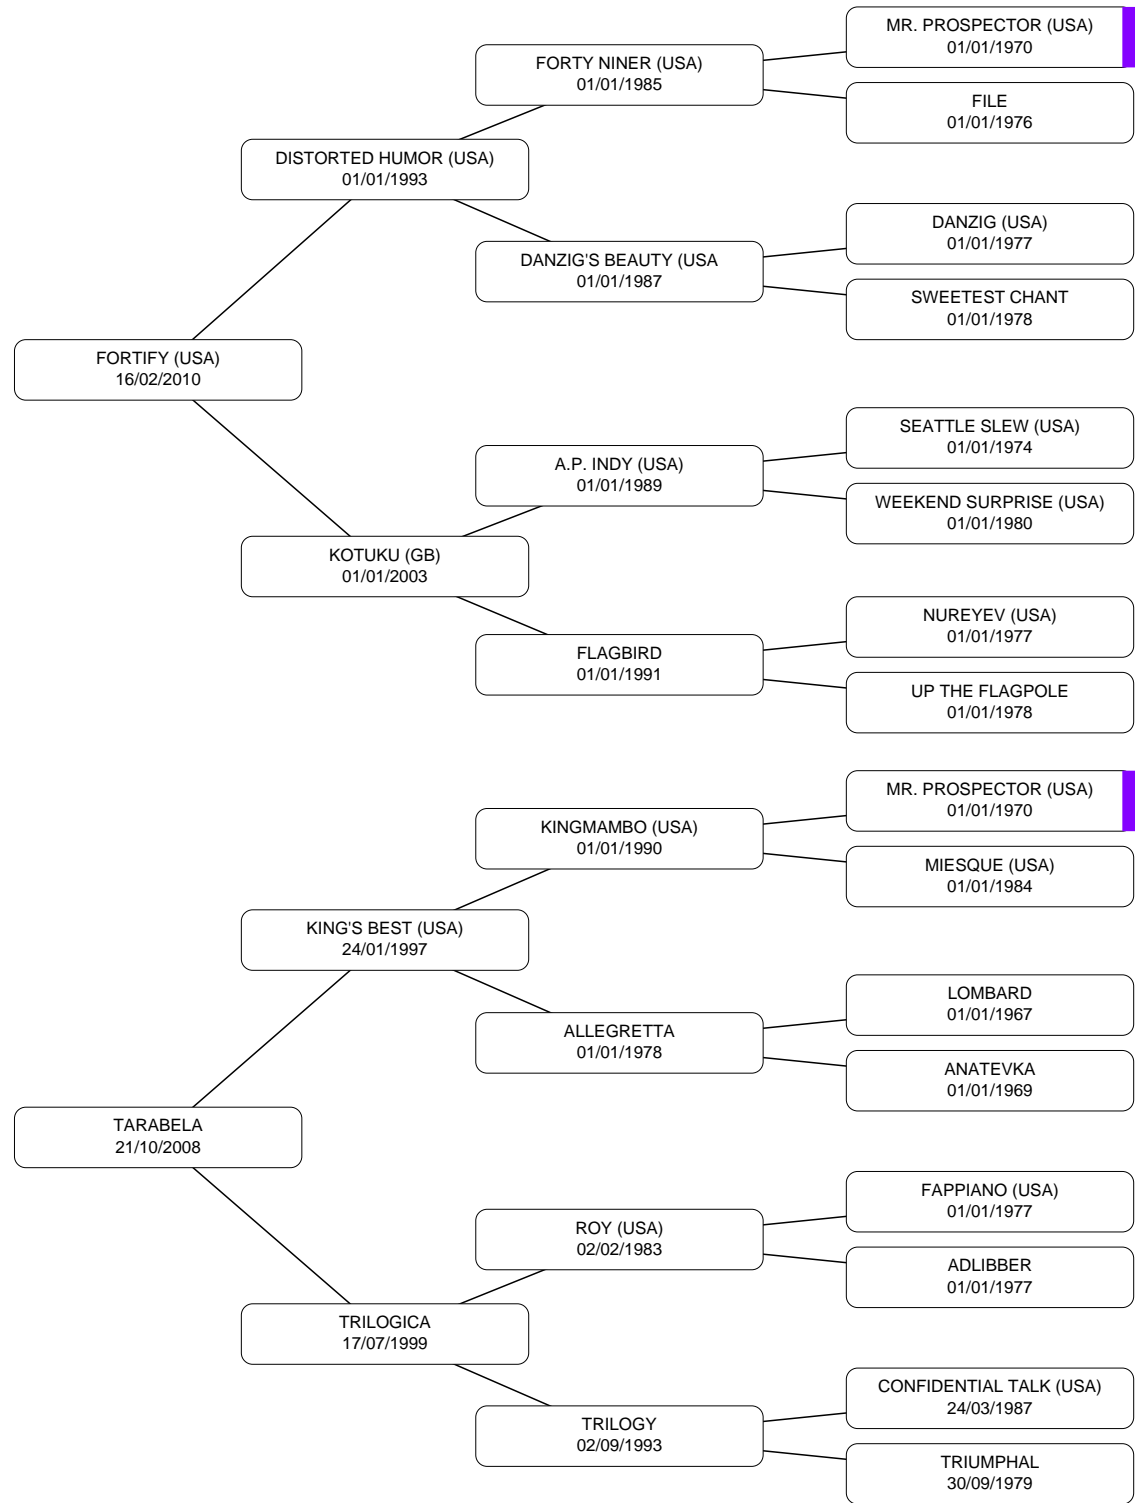 MR. PROSPECTOR (USA)
01/01/1970
FORTY NINER (USA)
01/01/1985
FILE
01/01/1976
DISTORTED HUMOR (USA)
01/01/1993
DANZIG (USA)
01/01/1977
DANZIG'S BEAUTY (USA
01/01/1987
SWEETEST CHANT
01/01/1978
FORTIFY (USA)
16/02/2010
SEATTLE SLEW (USA)
01/01/1974
A.P. INDY (USA)
01/01/1989
WEEKEND SURPRISE (USA)
01/01/1980
KOTUKU (GB)
01/01/2003
NUREYEV (USA)
01/01/1977
FLAGBIRD
01/01/1991
UP THE FLAGPOLE
01/01/1978
MR. PROSPECTOR (USA)
01/01/1970
KINGMAMBO (USA)
01/01/1990
MIESQUE (USA)
01/01/1984
KING'S BEST (USA)
24/01/1997
LOMBARD
01/01/1967
ALLEGRETTA
01/01/1978
ANATEVKA
01/01/1969
TARABELA
21/10/2008
FAPPIANO (USA)
01/01/1977
ROY (USA)
02/02/1983
ADLIBBER
01/01/1977
TRILOGICA
17/07/1999
CONFIDENTIAL TALK (USA)
24/03/1987
TRILOGY
02/09/1993
TRIUMPHAL
30/09/1979